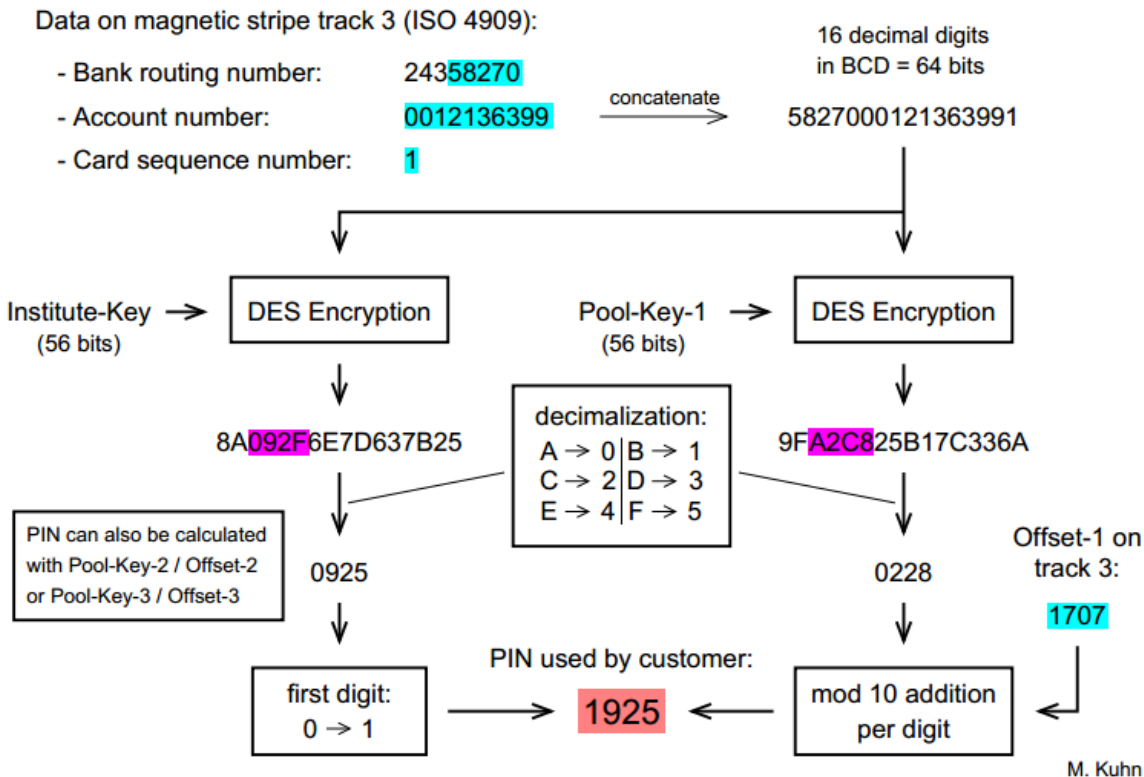 Data on magnetic stripe track 3 (ISO 4909):
- Bank routing number: 24358270
- Account number: 0012136399
- Card sequence number: 1
concatenate
16 decimal digits
in BCD = 64 bits
5827000121363991
Institute-Key
(56 bits)
DES Encryption
Pool-Key-1
(56 bits)
DES Encryption
8A092F6E7D637B25
decimalization:
A → 0 | B → 1
C → 2 | D → 3
E → 4 | F → 5
9FA2C825B17C336A
PIN can also be calculated
with Pool-Key-2 / Offset-2
or Pool-Key-3 / Offset-3
0925
0228
Offset-1 on
track 3:
1707
first digit:
0 → 1
PIN used by customer:
1925
mod 10 addition
per digit
M. Kuhn